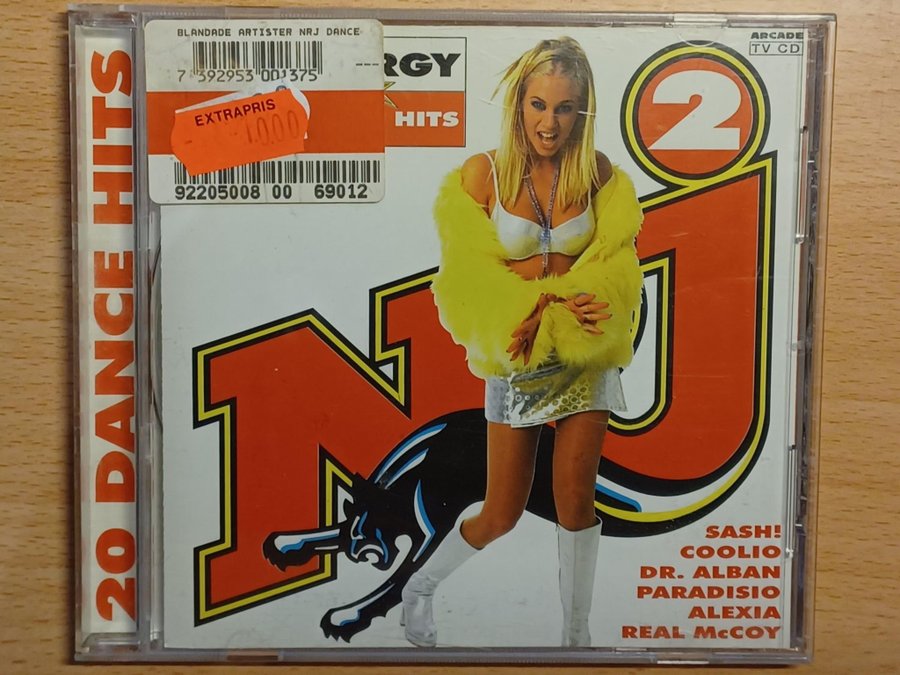 20 DANCE HITS
BLANDADE ARTISTER NRJ DANCE
7 392953 001375
EXTRAPRIS
92205008 00 69012
RGY
HITS
ARCADE
TV CD
2
NRJ
SASH!
COOLIO
DR. ALBAN
PARADISIO
ALEXIA
REAL McCOY